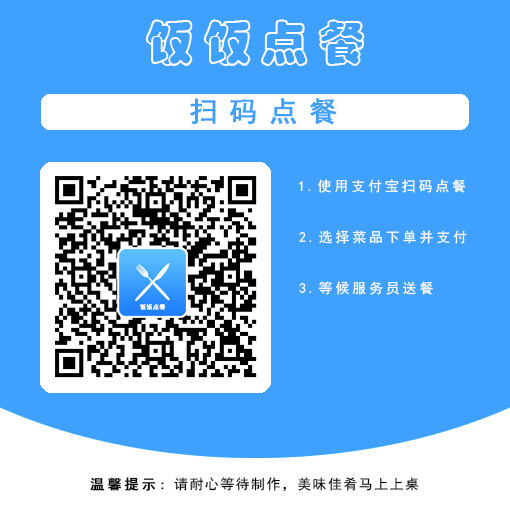 饭饭点餐
扫码点餐
1.使用支付宝扫码点餐
2.选择菜品下单并支付
3.等候服务员送餐
饭饭点餐
温馨提示：请耐心等待制作，美味佳肴马上上桌